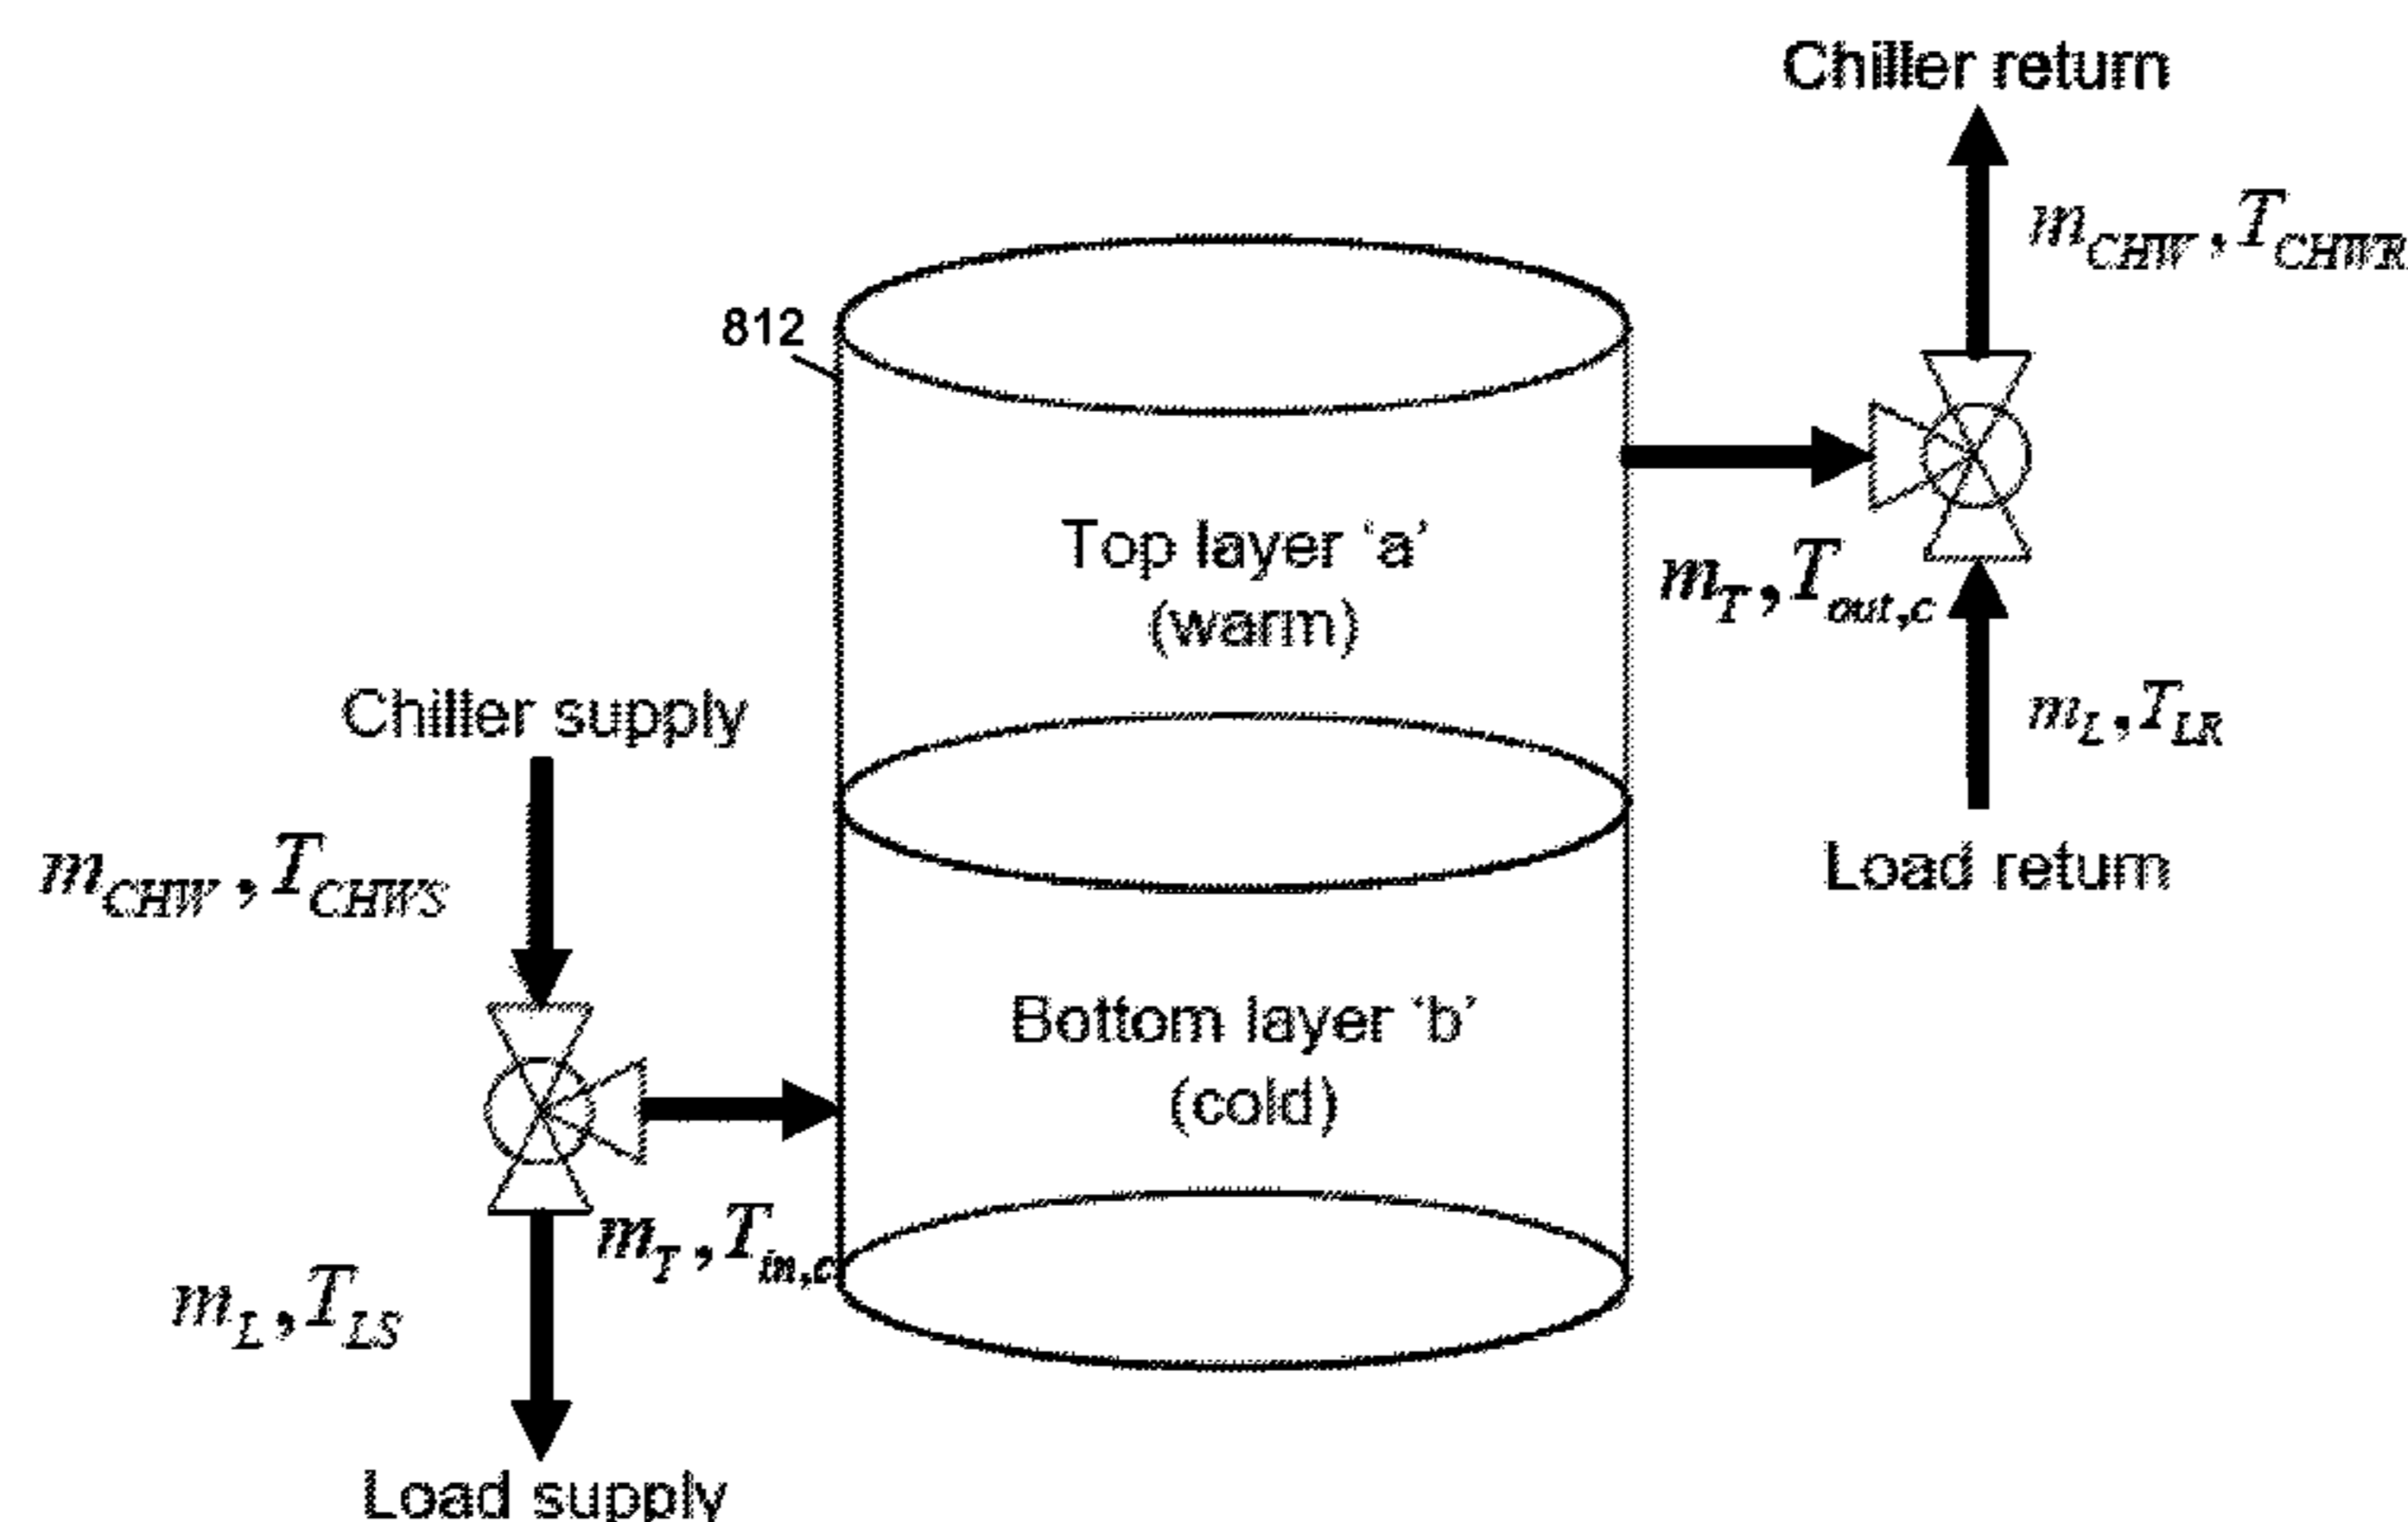 Chiller return
m_CHW, T_CHWR
812
Top layer ‘a’
(warm)
m_T, T_out,c
m_L, T_LR
Load return
Chiller supply
m_CHW, T_CHWS
Bottom layer ‘b’
(cold)
m_T, T_in,c
m_L, T_LS
Load supply